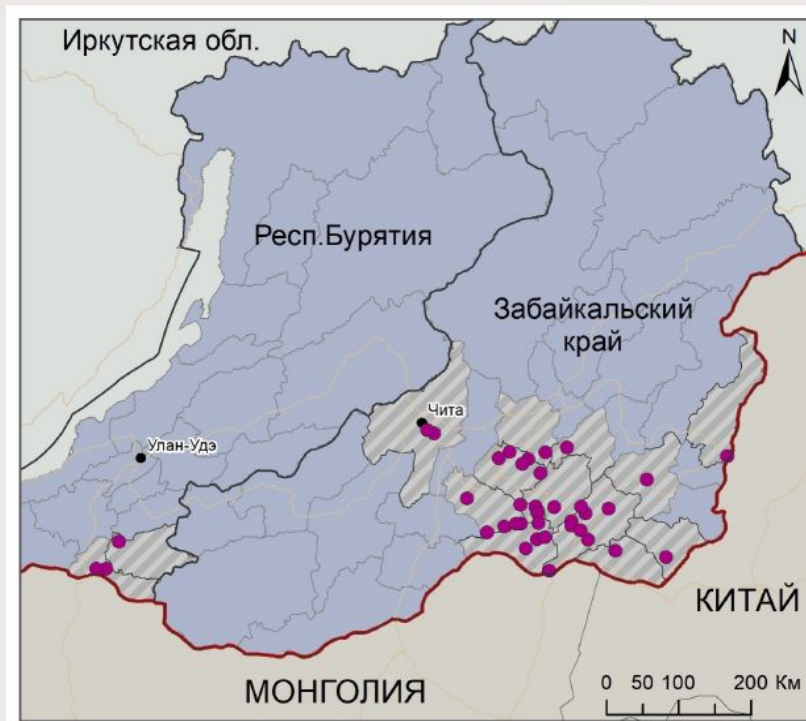 Иркутская обл.
N
Респ.Бурятия
Забайкальский
край
Чита
Улан-Удэ
КИТАЙ
МОНГОЛИЯ
0 50 100 200 Км